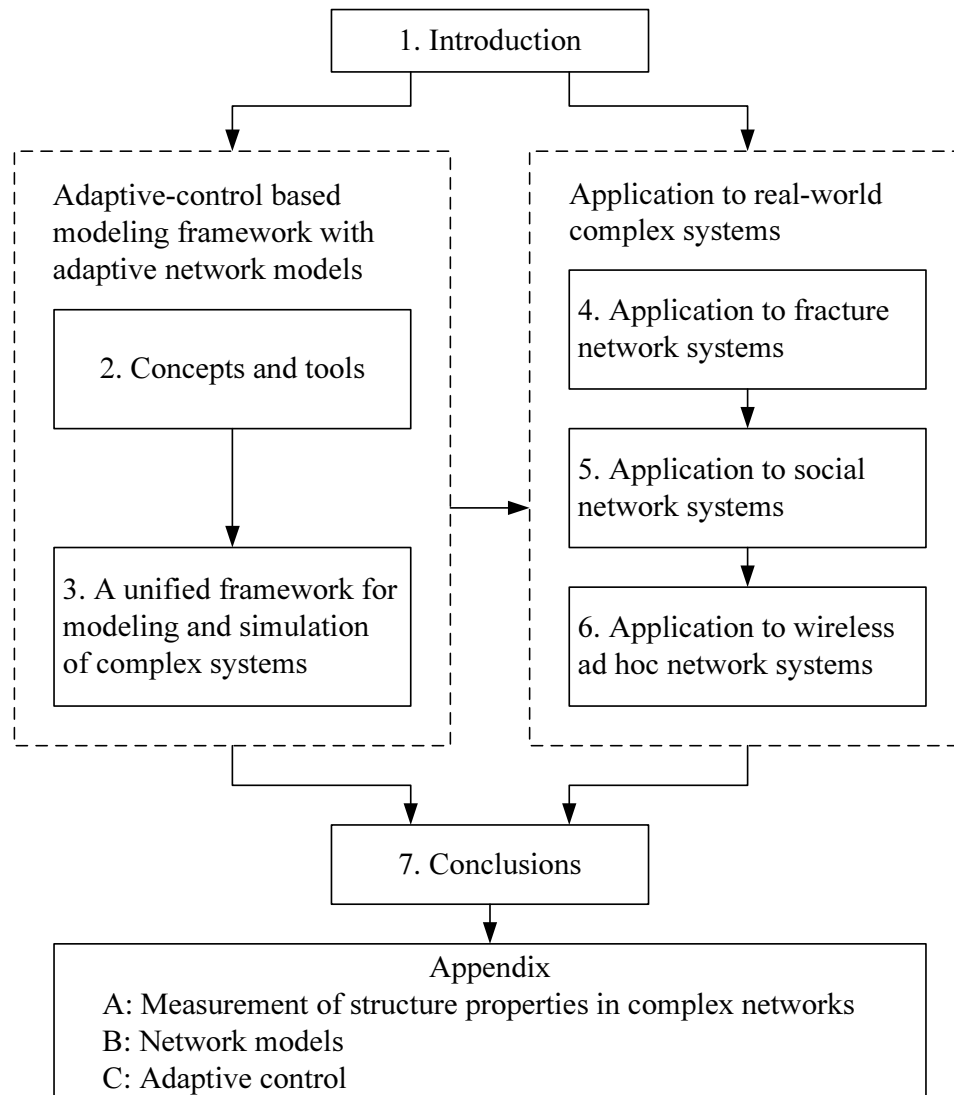 1. Introduction
Adaptive-control based
modeling framework with
adaptive network models
2. Concepts and tools
3. A unified framework for
modeling and simulation
of complex systems
Application to real-world
complex systems
4. Application to fracture
network systems
5. Application to social
network systems
6. Application to wireless
ad hoc network systems
7. Conclusions
Appendix
A: Measurement of structure properties in complex networks
B: Network models
C: Adaptive control